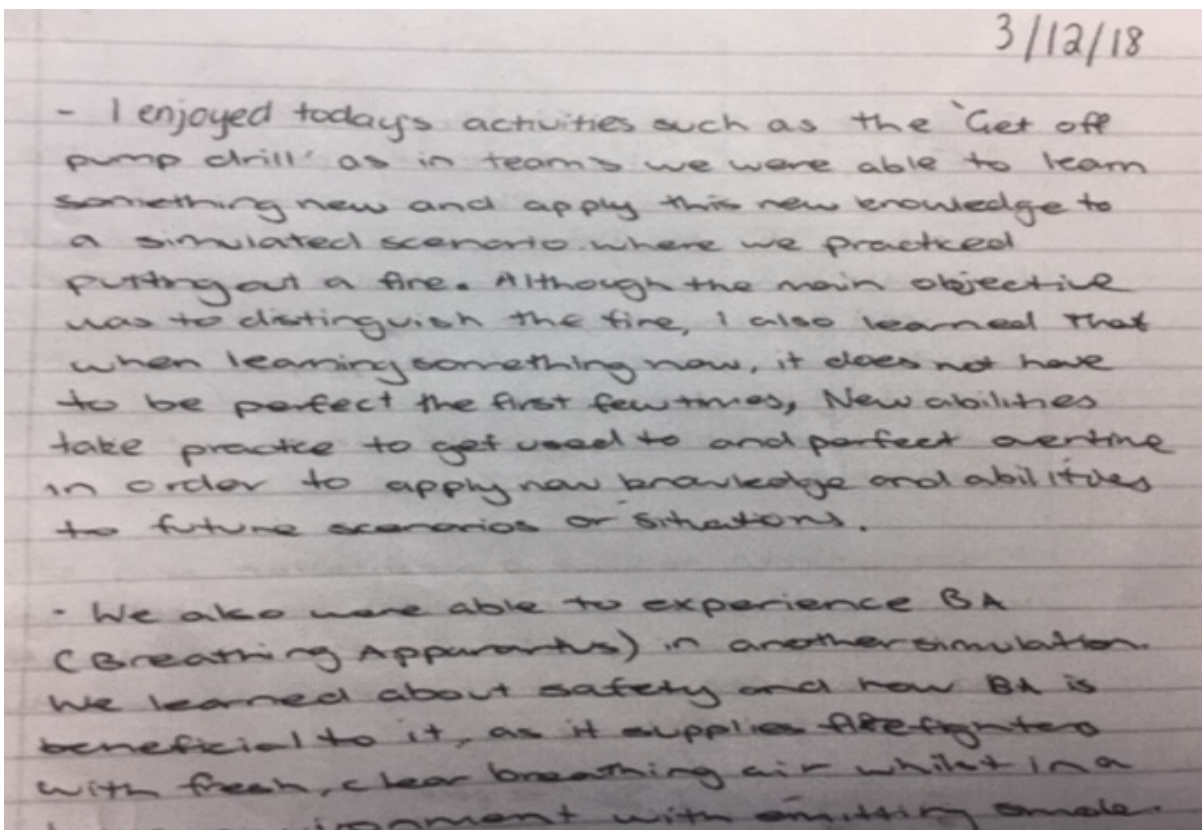 3/12/18
- I enjoyed todays activities such as the 'Get off
pump drill' as in teams we were able to learn
something new and apply this new knowledge to
a simulated scenario where we practiced
putting out a fire. Although the main objective
was to distinguish the fire, I also learned that
when learning something new, it does not have
to be perfect the first few times, New abilities
take practice to get used to and perfect overtime
in order to apply new knowledge and abilities
to future scenarios or situations.
- We also were able to experience BA
(Breathing Apparantus) in another simulation.
We learned about safety and how BA is
beneficial to it, as it supplies firefighters
with fresh, clear breathing air whilst in a
environment with emitting smoke.